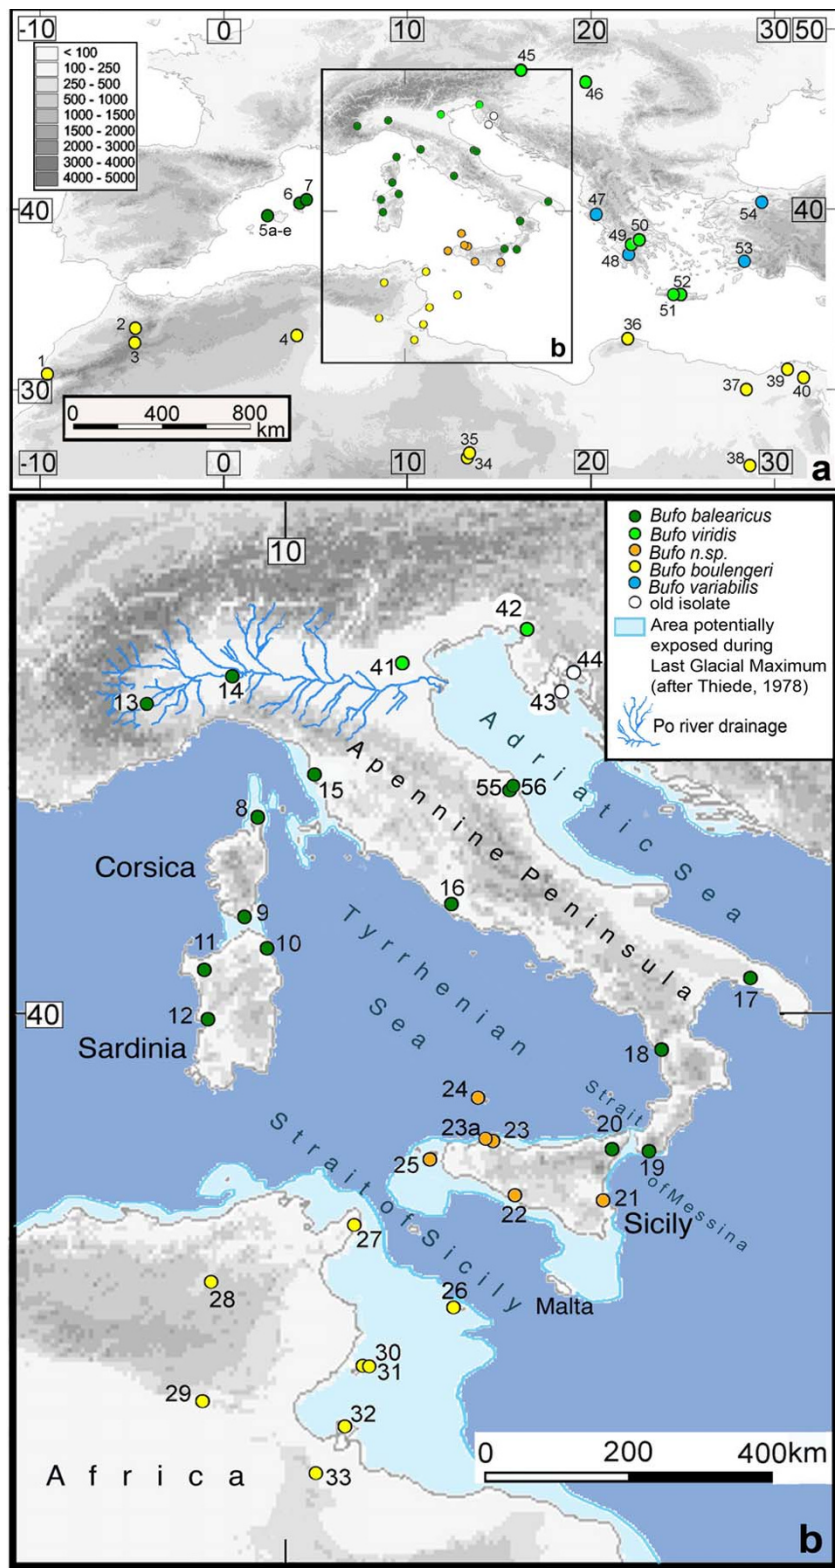 -10
0
10
20
30
50
< 100
100 - 250
250 - 500
500 - 1000
1000 - 1500
1500 - 2000
2000 - 3000
3000 - 4000
4000 - 5000
45
46
7
6
5a-e
40
40
47
54
50
49
48
53
52
51
2
3
1
4
b
36
39
37
40
30
35
34
38
0 400 800
km
-10
0
10
20
30
a
10
Bufo balearicus
Bufo viridis
Bufo n.sp.
Bufo boulengeri
Bufo variabilis
old isolate
Area potentially
exposed during
Last Glacial Maximum
(after Thiede, 1978)
Po river drainage
42
41
44
43
14
13
15
55
56
8
Corsica
9
10
11
12
Sardinia
16
17
18
40
Adriatic Sea
Apennine Peninsula
Tyrrhenian
Sea
24
23a
23
25
20
19
22
21
Strait
of Messina
Sicily
Strait of Sicily
27
28
26
Malta
30
31
29
32
33
Africa
0 200 400km
b